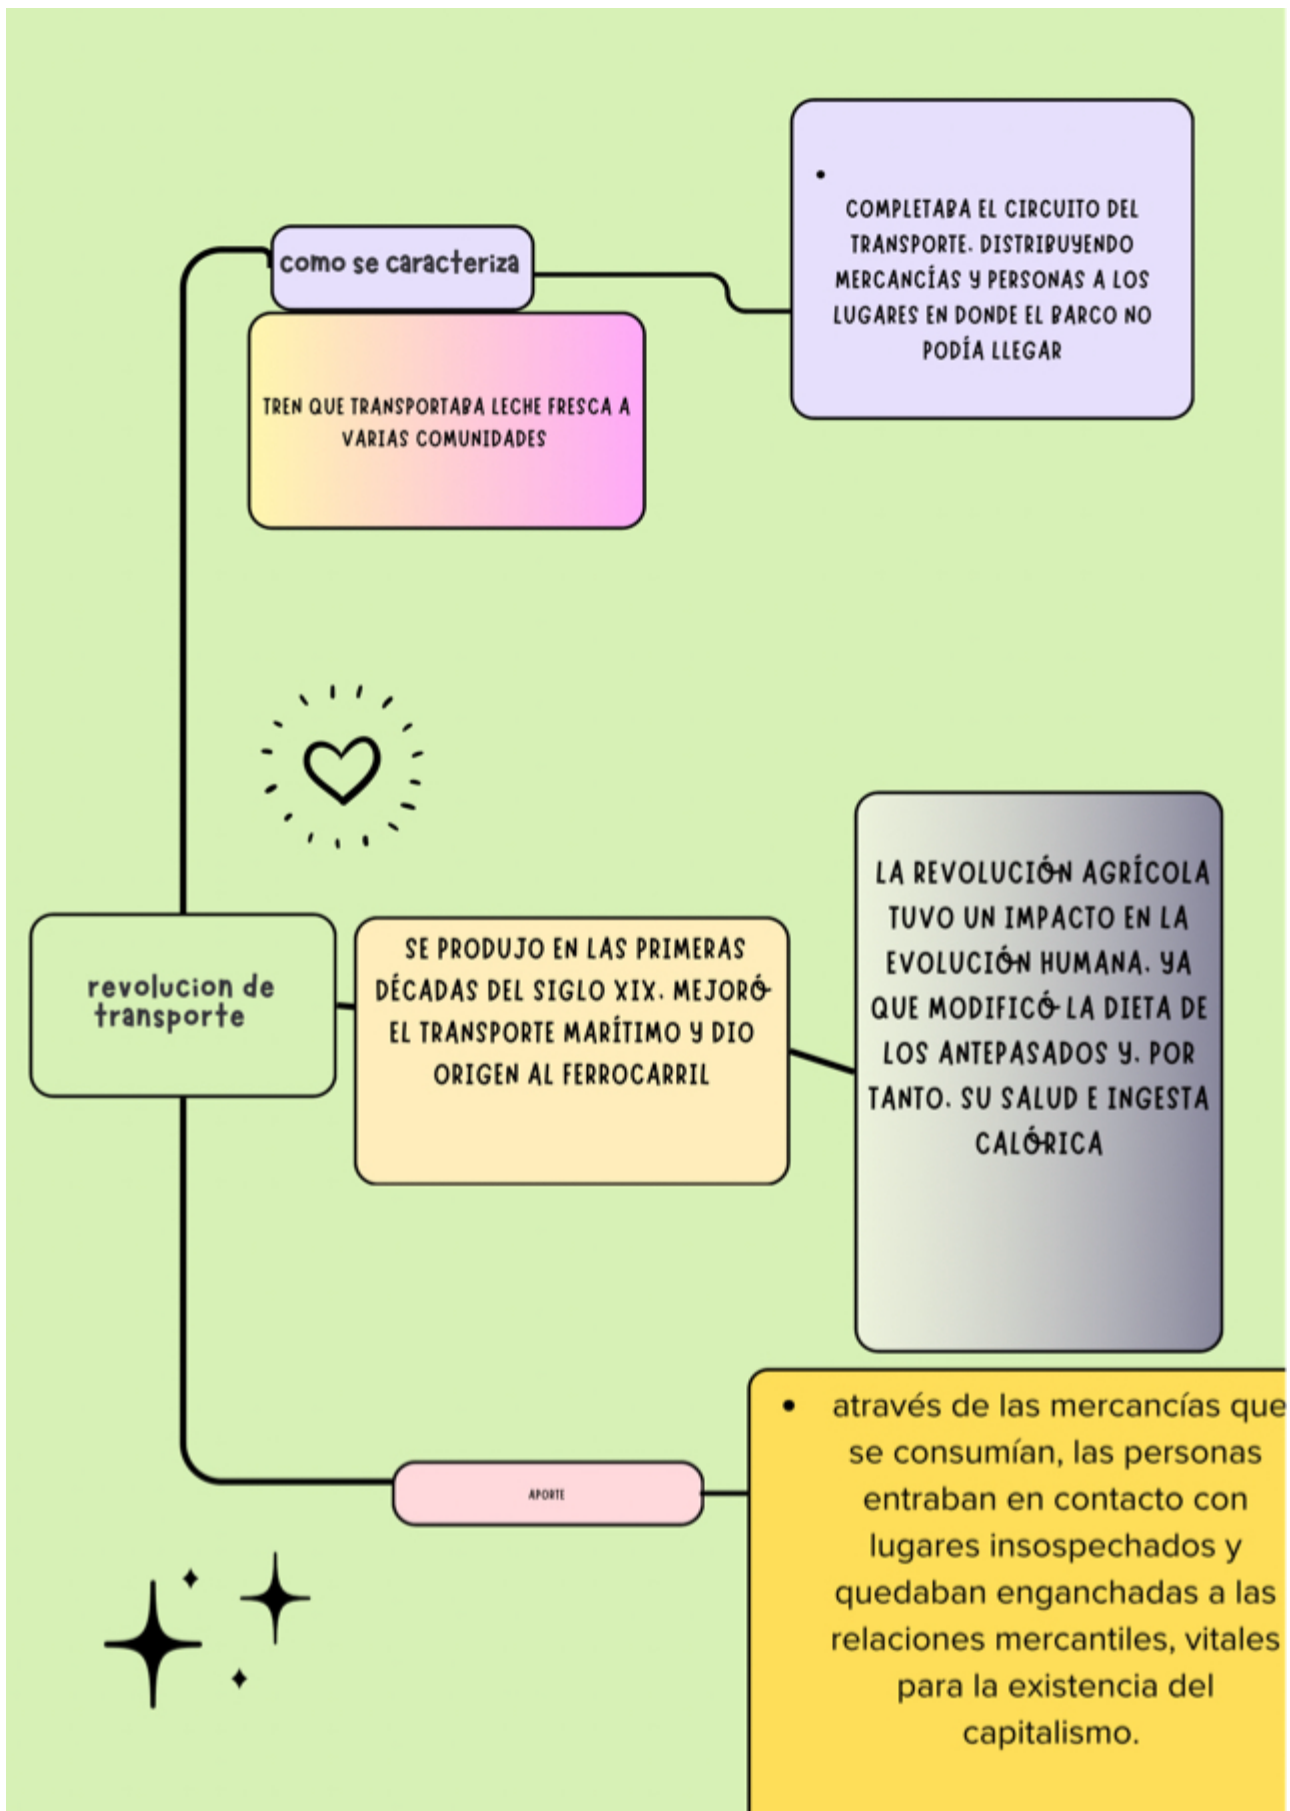 como se caracteriza
•
COMPLETABA EL CIRCUITO DEL
TRANSPORTE. DISTRIBUYENDO
MERCANCÍAS Y PERSONAS A LOS
LUGARES EN DONDE EL BARCO NO
PODÍA LLEGAR
TREN QUE TRANSPORTABA LECHE FRESCA A
VARIAS COMUNIDADES
revolucion de
transporte
SE PRODUJO EN LAS PRIMERAS
DÉCADAS DEL SIGLO XIX. MEJORÓ
EL TRANSPORTE MARÍTIMO Y DIO
ORIGEN AL FERROCARRIL
LA REVOLUCIÓN AGRÍCOLA
TUVO UN IMPACTO EN LA
EVOLUCIÓN HUMANA. YA
QUE MODIFICÓ LA DIETA DE
LOS ANTEPASADOS Y. POR
TANTO. SU SALUD E INGESTA
CALÓRICA
APORTE
• através de las mercancías que
se consumían, las personas
entraban en contacto con
lugares insospechados y
quedaban enganchadas a las
relaciones mercantiles, vitales
para la existencia del
capitalismo.